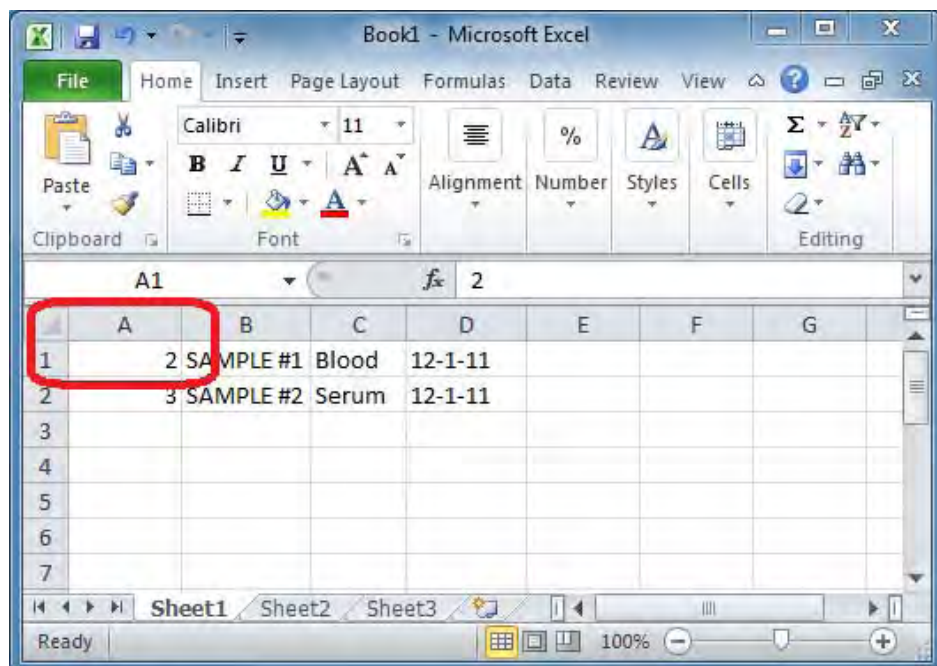 Book1 - Microsoft Excel
File Home Insert Page Layout Formulas Data Review View
Calibri 11
B I U A A
Paste Alignment % Number Styles Cells Σ A Z
A
Clipboard Font Editing
A1 fx 2
A B C D E F G
1 2 SAMPLE #1 Blood 12-1-11
2 3 SAMPLE #2 Serum 12-1-11
3
4
5
6
7
Sheet1 Sheet2 Sheet3
Ready 100%